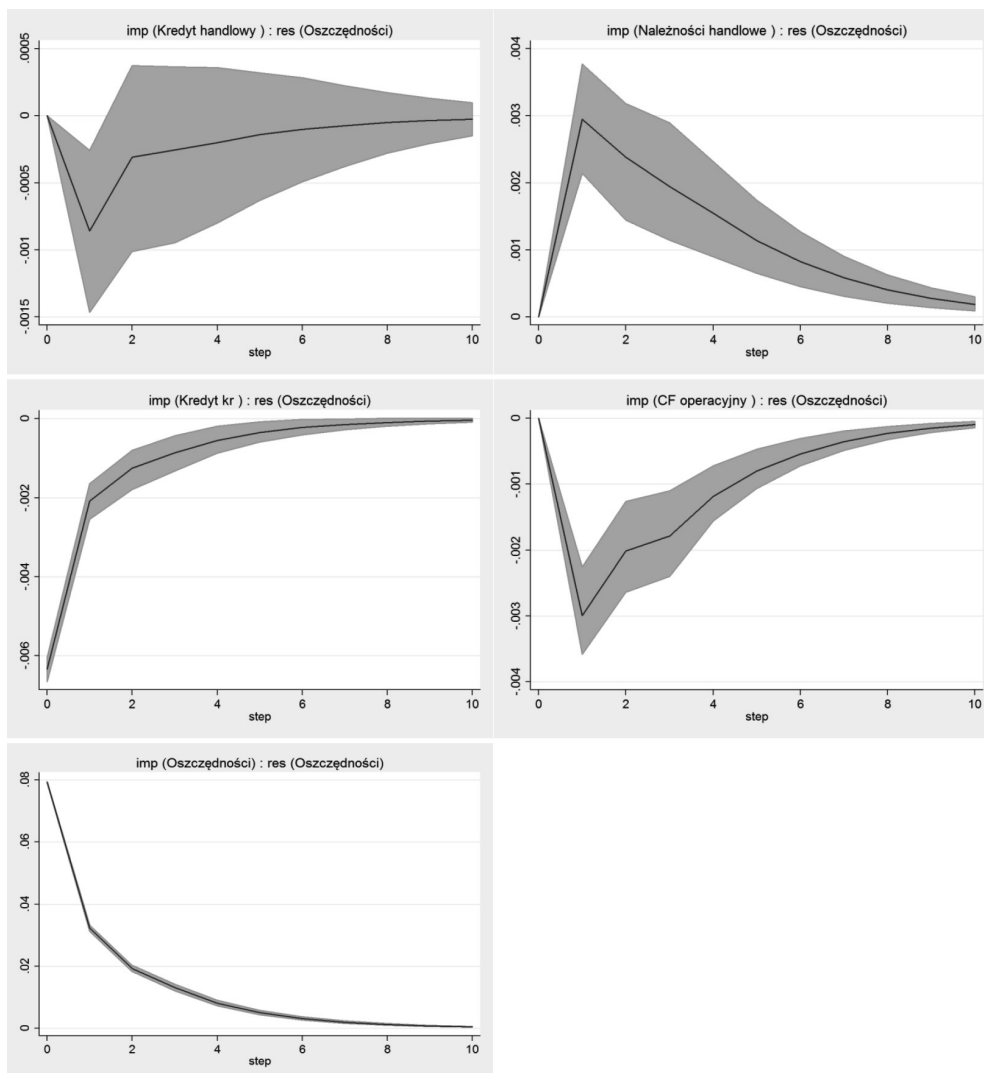 imp (Kredyt handlowy ) : res (Oszczędności)
.0005
0
-.0005
-.001
-.0015
0 2 4 6 8 10
step
imp (Należności handlowe ) : res (Oszczędności)
.004
.003
.002
.001
0
0 2 4 6 8 10
step
imp (Kredyt kr ) : res (Oszczędności)
0
-.002
-.004
-.006
0 2 4 6 8 10
step
imp (CF operacyjny ) : res (Oszczędności)
0
-.001
-.002
-.003
-.004
0 2 4 6 8 10
step
imp (Oszczędności) : res (Oszczędności)
.08
.06
.04
.02
0
0 2 4 6 8 10
step